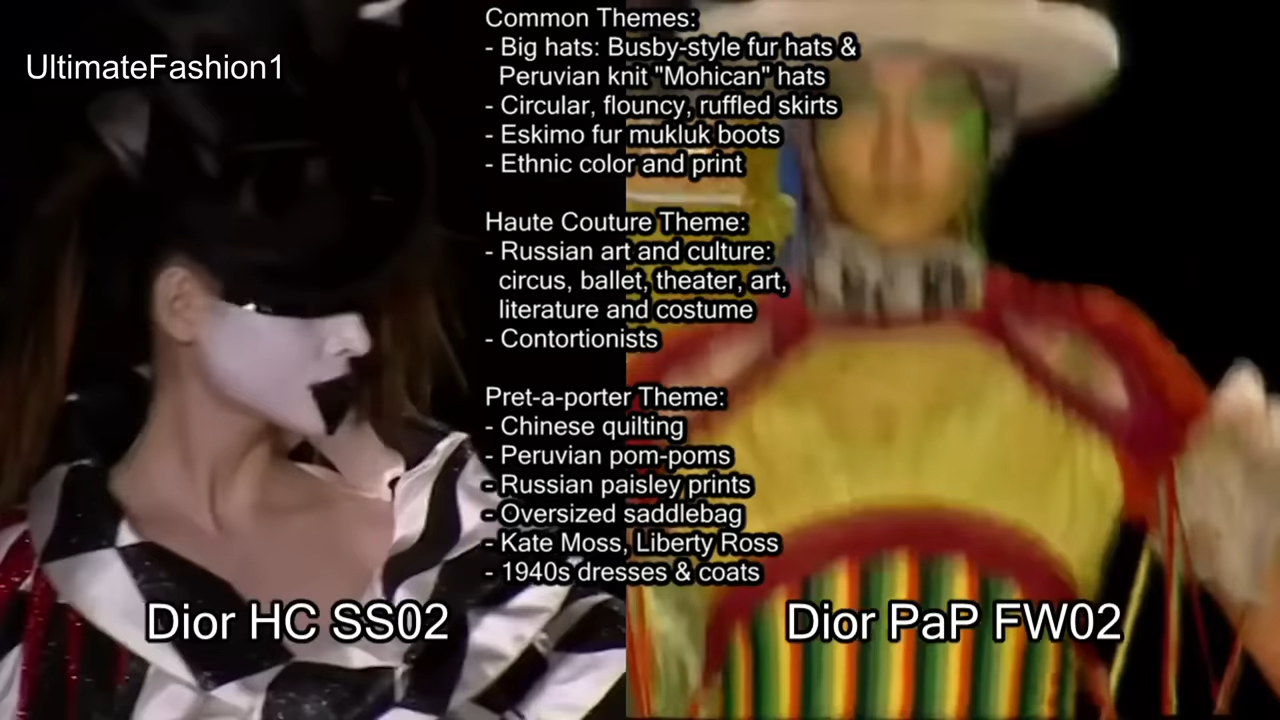 UltimateFashion1
Common Themes:
- Big hats: Busby-style fur hats &
Peruvian knit "Mohican" hats
- Circular, flouncy, ruffled skirts
- Eskimo fur mukluk boots
- Ethnic color and print
Haute Couture Theme:
- Russian art and culture:
circus, ballet, theater, art,
literature and costume
- Contortionists
Pret-a-porter Theme:
- Chinese quilting
- Peruvian pom-poms
- Russian paisley prints
- Oversized saddlebag
- Kate Moss, Liberty Ross
- 1940s dresses & coats
Dior HC SS02
Dior PaP FW02